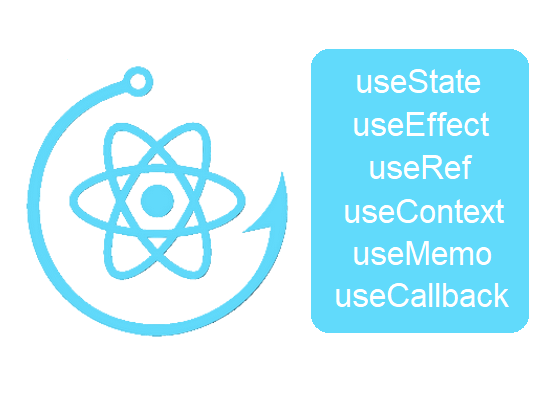 useState
useEffect
useRef
useContext
useMemo
useCallback